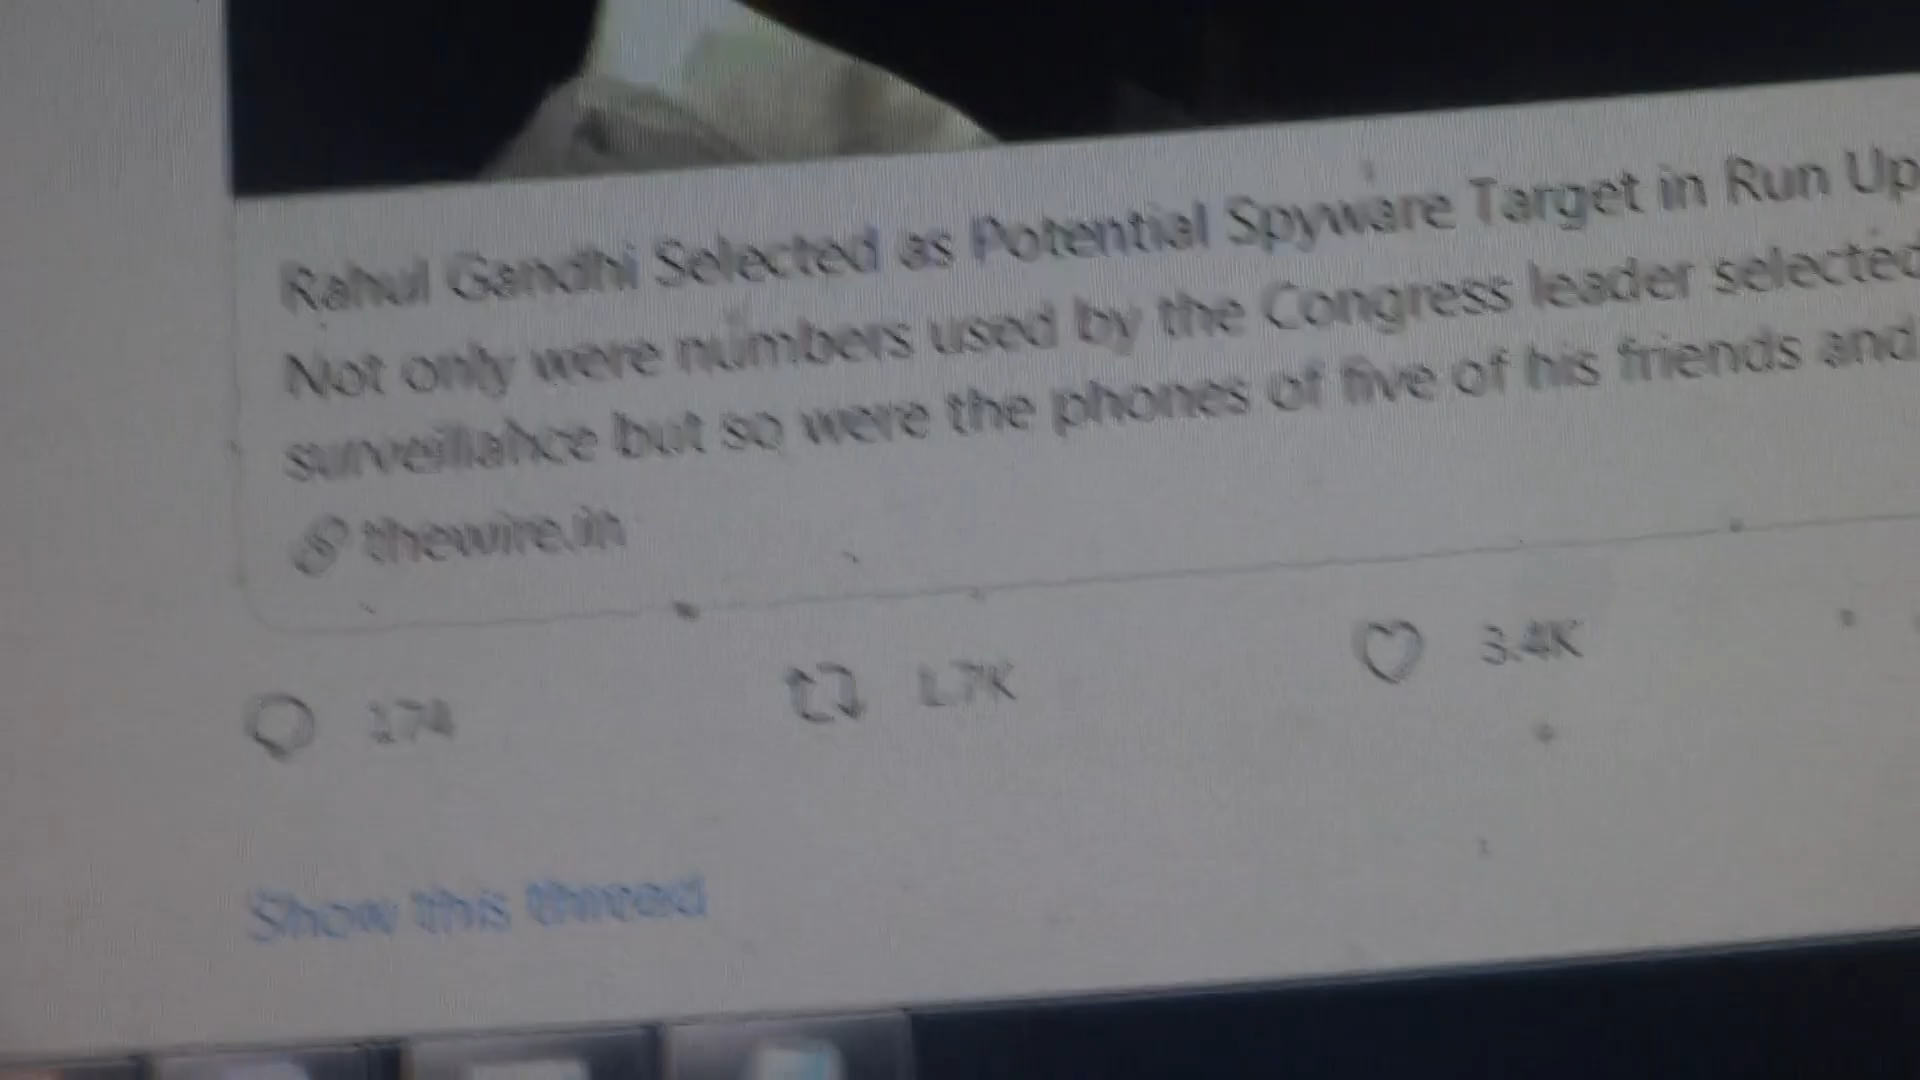 Rahul Gandhi Selected as Potential Spyware Target in Run Up
Not only were numbers used by the Congress leader selected
surveillance but so were the phones of five of his friends and
thewire.in
174 1.7K 3.4K
Show this thread